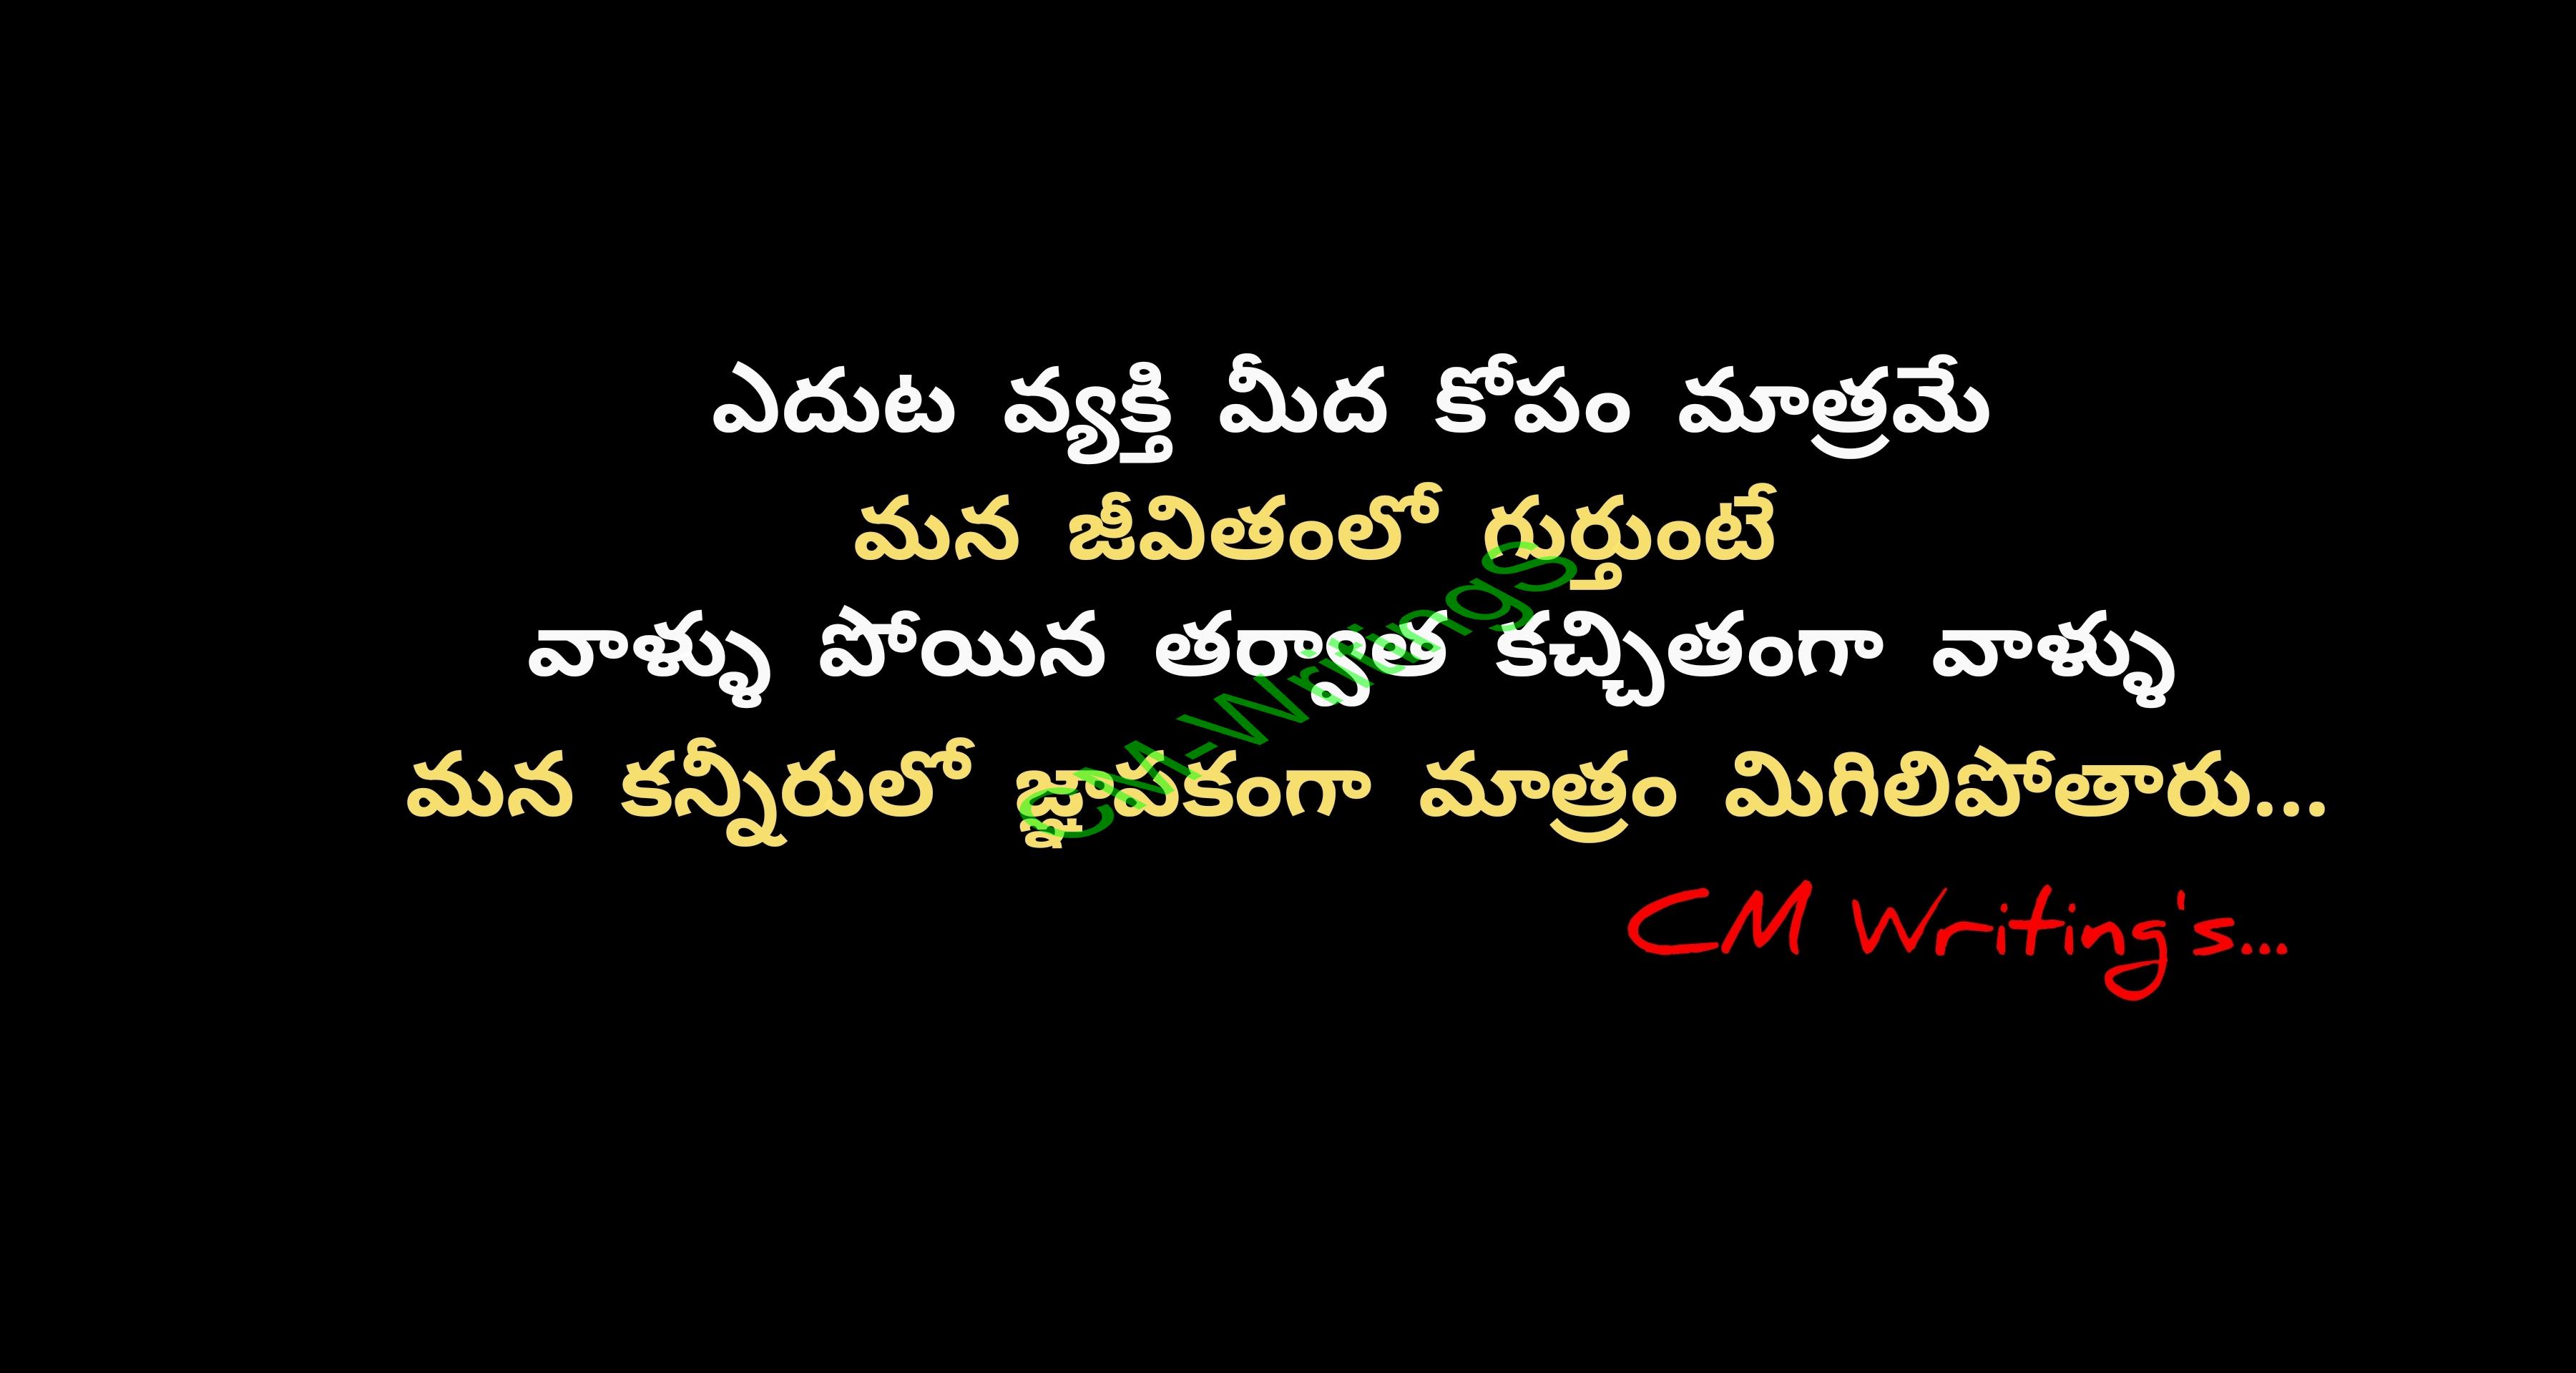 ఎదుట వ్యక్తి మీద కోపం మాత్రమే
మన జీవితంలో గుర్తుంటే
వాళ్ళు పోయిన తర్వాత కచ్చితంగా వాళ్ళు
మన కన్నీరులో జ్ఞాపకంగా మాత్రం మిగిలిపోతారు...
CM Writing's...
CM-WritingS